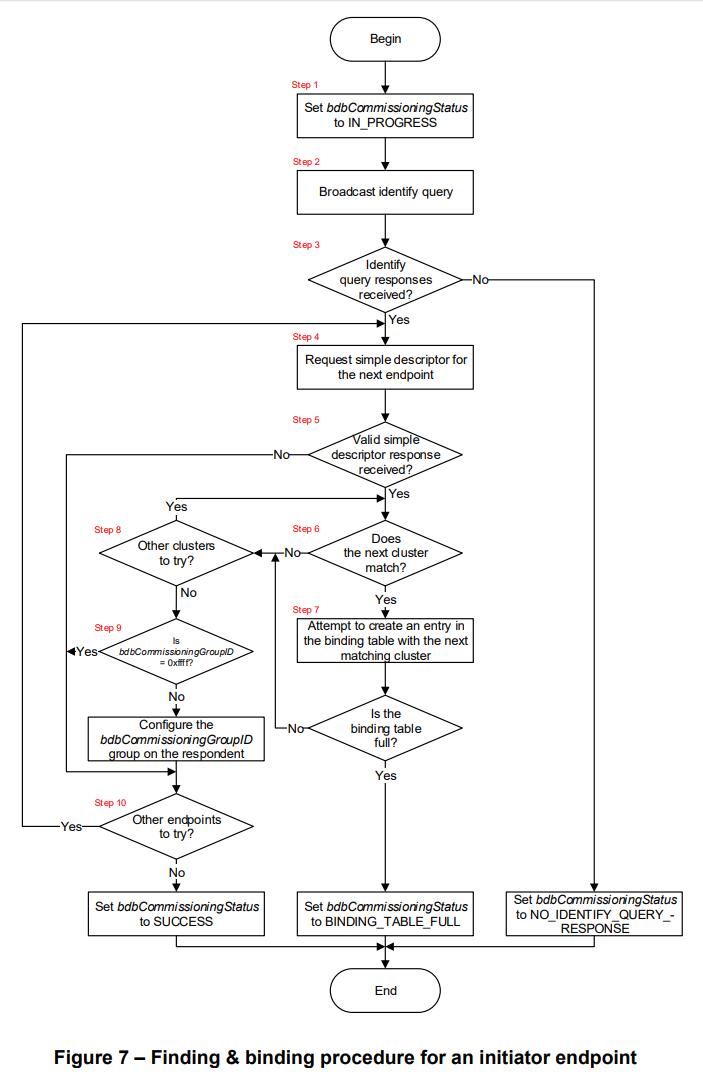 Begin
Step 1
Set bdbCommissioningStatus
to IN_PROGRESS
Step 2
Broadcast identify query
Step 3
Identify
query responses
received?
No
Yes
Step 4
Request simple descriptor for
the next endpoint
Step 5
Valid simple
descriptor response
received?
No
Yes
Yes
Step 8
Other clusters
to try?
Step 6
Does
the next cluster
match?
No
No
Yes
Step 9
Is
bdbCommissioningGroupID
= 0xffff?
Yes
Step 7
Attempt to create an entry in
the binding table with the next
matching cluster
No
Configure the
bdbCommissioningGroupID
group on the respondent
Is the
binding table
full?
No
Yes
Step 10
Other endpoints
to try?
Yes
No
Set bdbCommissioningStatus
to SUCCESS
Set bdbCommissioningStatus
to BINDING_TABLE_FULL
Set bdbCommissioningStatus
to NO_IDENTIFY_QUERY_-
RESPONSE
End
Figure 7 – Finding & binding procedure for an initiator endpoint